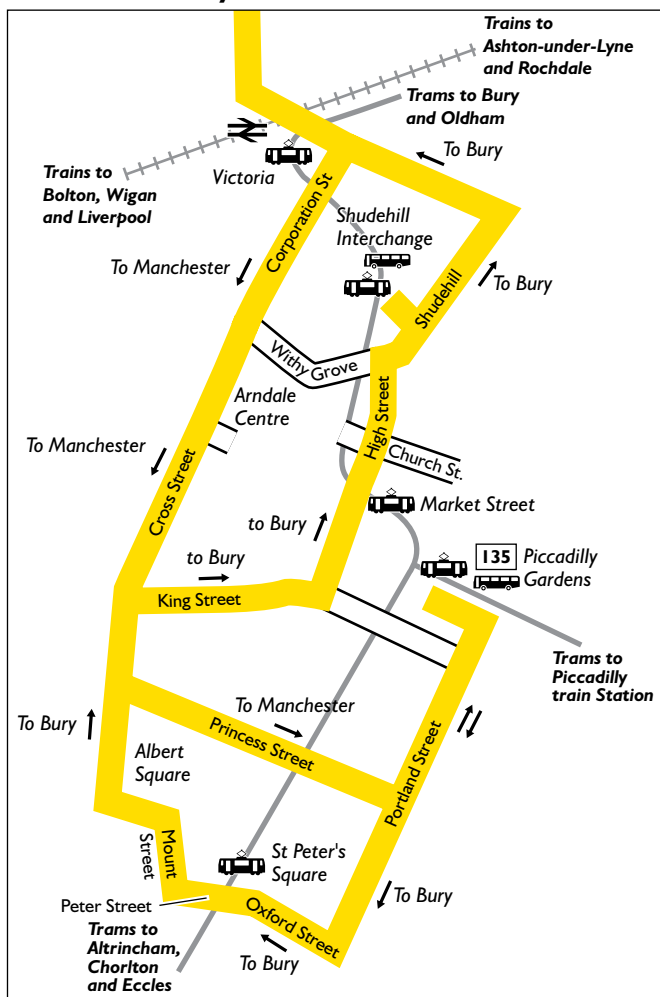 Trains to
Ashton-under-Lyne
and Rochdale
Trams to Bury
and Oldham
To Bury
Victoria
Trains to
Bolton, Wigan
and Liverpool
Corporation St
Shudehill
Interchange
To Manchester
To Bury
Shudehill
Withy Grove
Arndale
Centre
To Manchester
High Street
Church St.
Cross Street
Market Street
to Bury
to Bury
135
Piccadilly
Gardens
King Street
Trams to
Piccadilly
train Station
To Manchester
To Bury
Princess Street
Portland Street
Albert
Square
Mount
Street
St Peter's
Square
To Bury
Peter Street
Oxford Street
Trams to
Altrincham,
Chorlton
and Eccles
To Bury